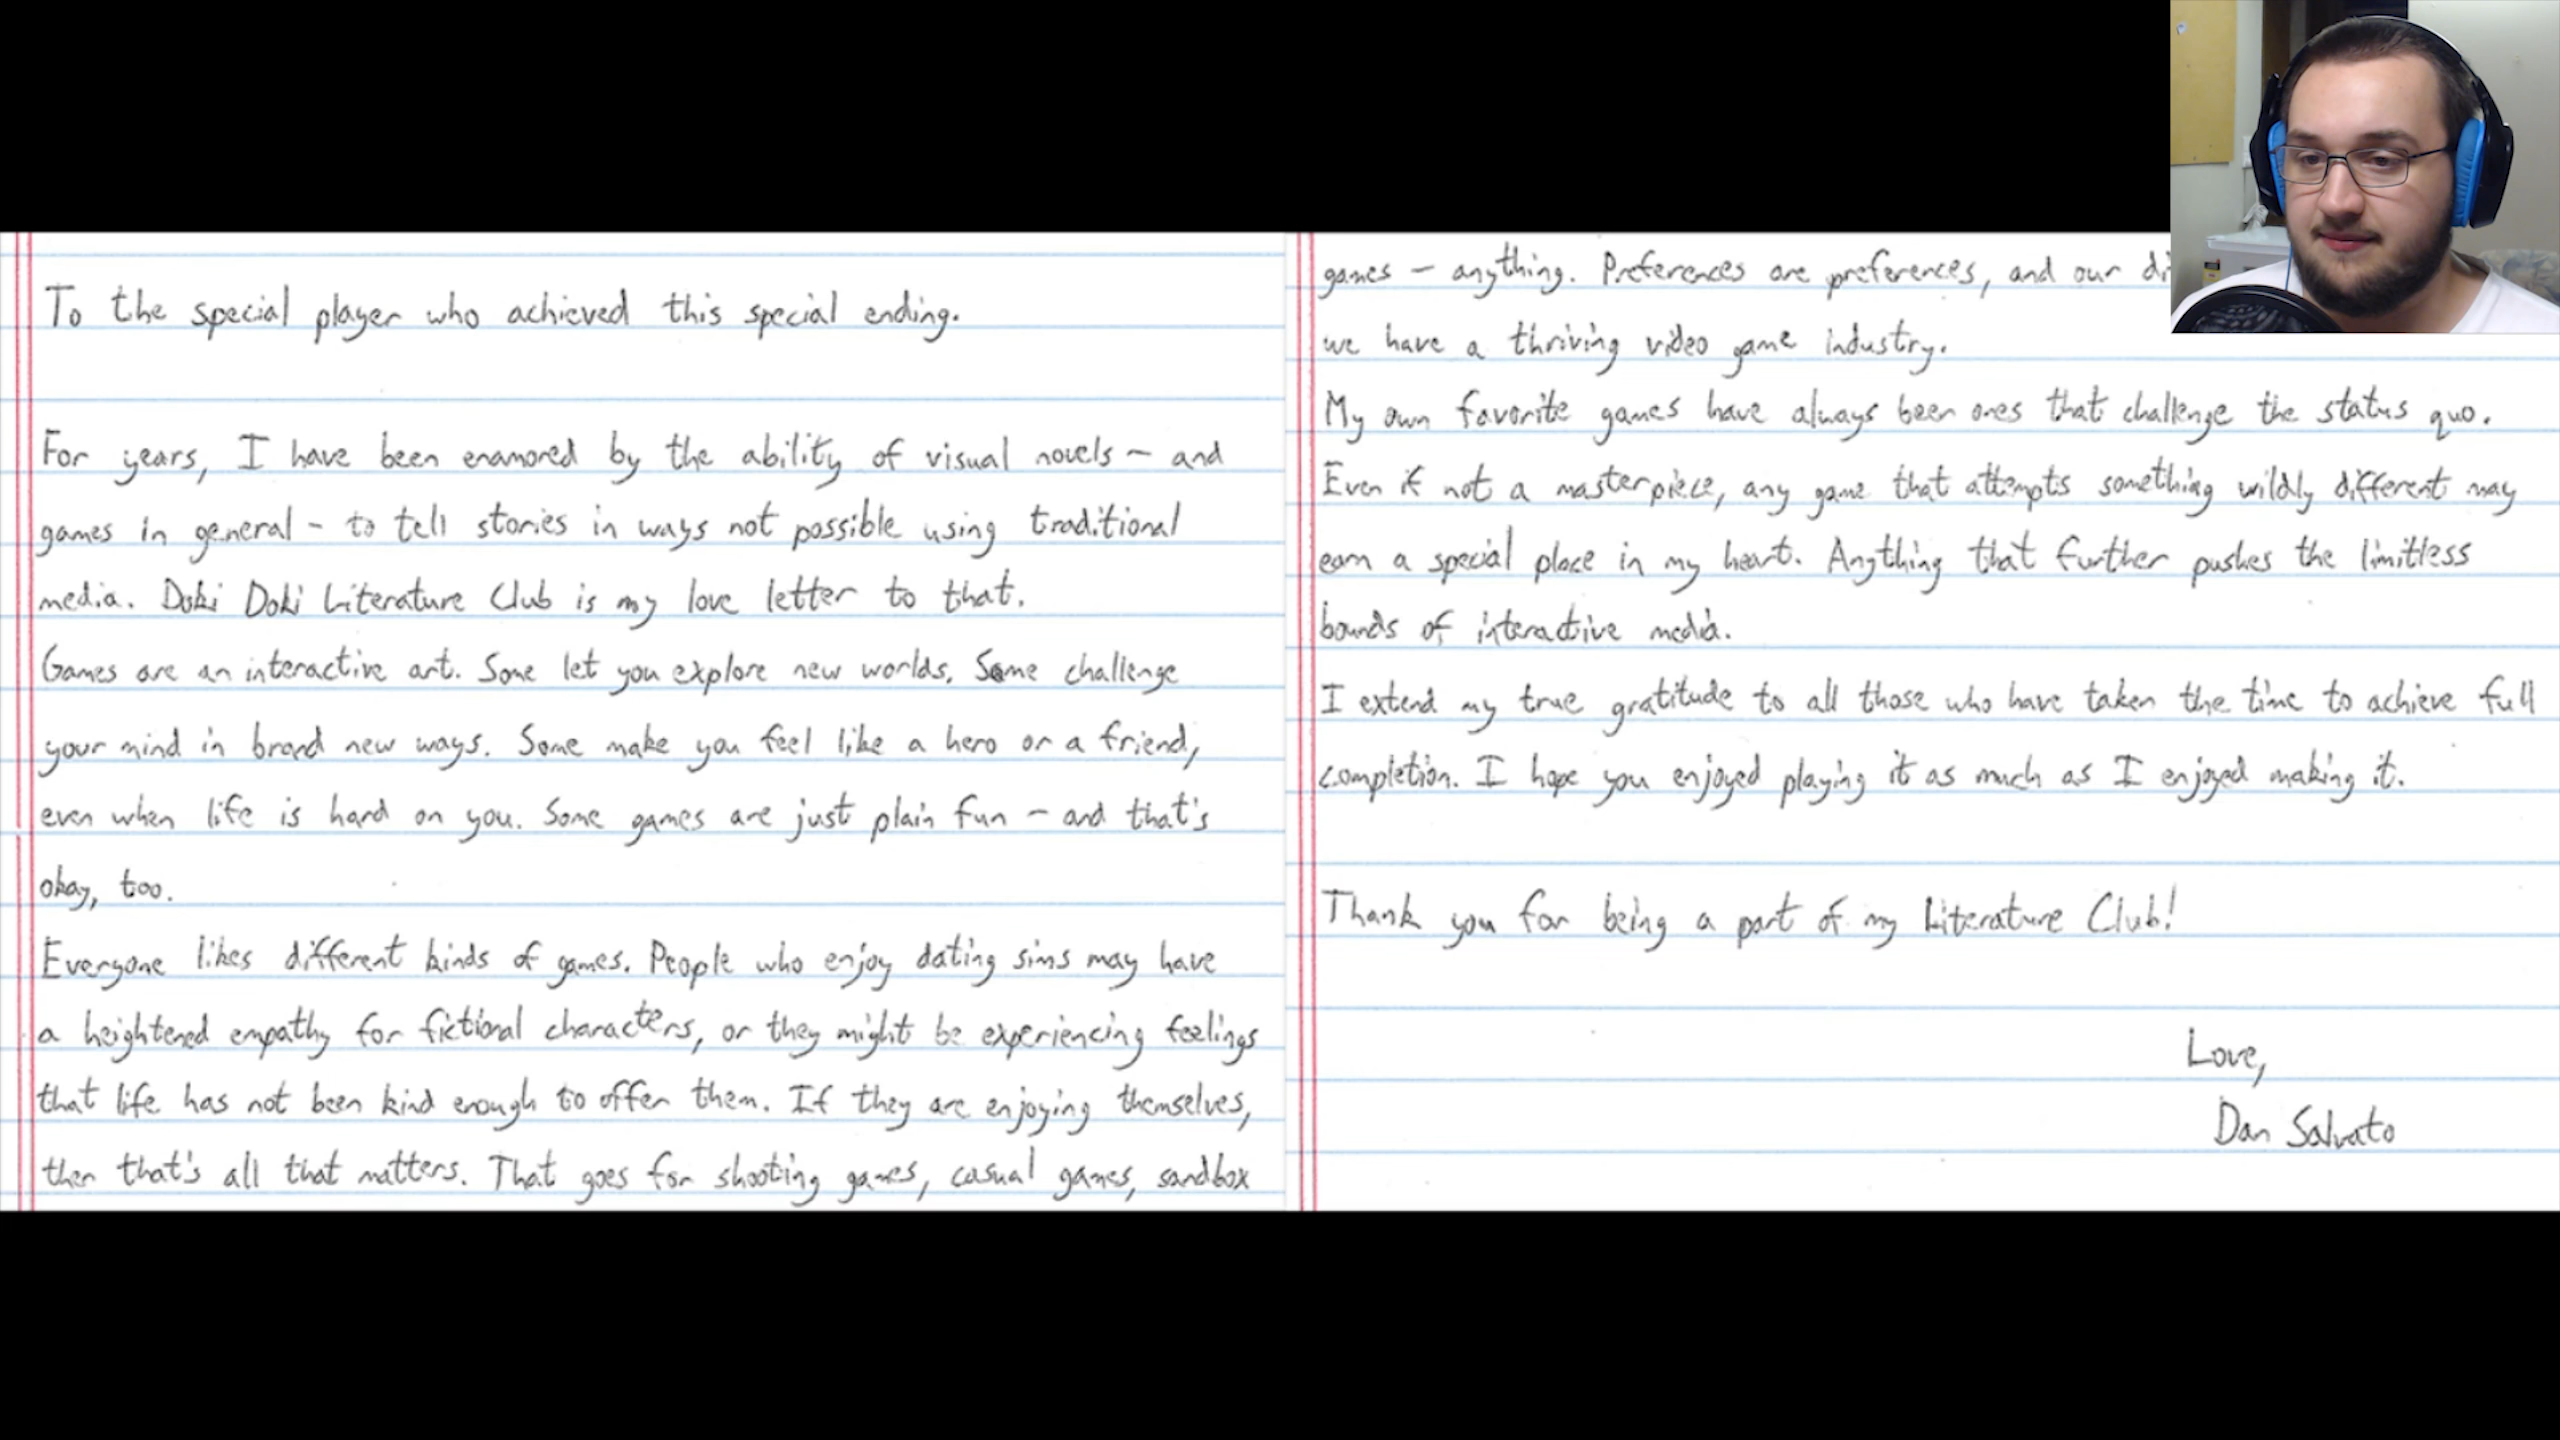 To the special player who achieved this special ending.
For years, I have been enamored by the ability of visual novels - and
games in general - to tell stories in ways not possible using traditional
media. Doki Doki Literature Club is my love letter to that.
Games are an interactive art. Some let you explore new worlds. Some challenge
your mind in brand new ways. Some make you feel like a hero or a friend,
even when life is hard on you. Some games are just plain fun - and that's
okay, too.
Everyone likes different kinds of games. People who enjoy dating sims may have
a heightened empathy for fictional characters, or they might be experiencing feelings
that life has not been kind enough to offer them. If they are enjoying themselves,
then that's all that matters. That goes for shooting games, casual games, sandbox
games - anything. Preferences are preferences, and our
we have a thriving video game industry.
My own favorite games have always been ones that challenge the status quo.
Even if not a masterpiece, any game that attempts something wildly different may
earn a special place in my heart. Anything that further pushes the limitless
bounds of interactive media.
I extend my true gratitude to all those who have taken the time to achieve full
completion. I hope you enjoyed playing it as much as I enjoyed making it.
Thank you for being a part of my Literature Club!
Love,
Dan Salvato